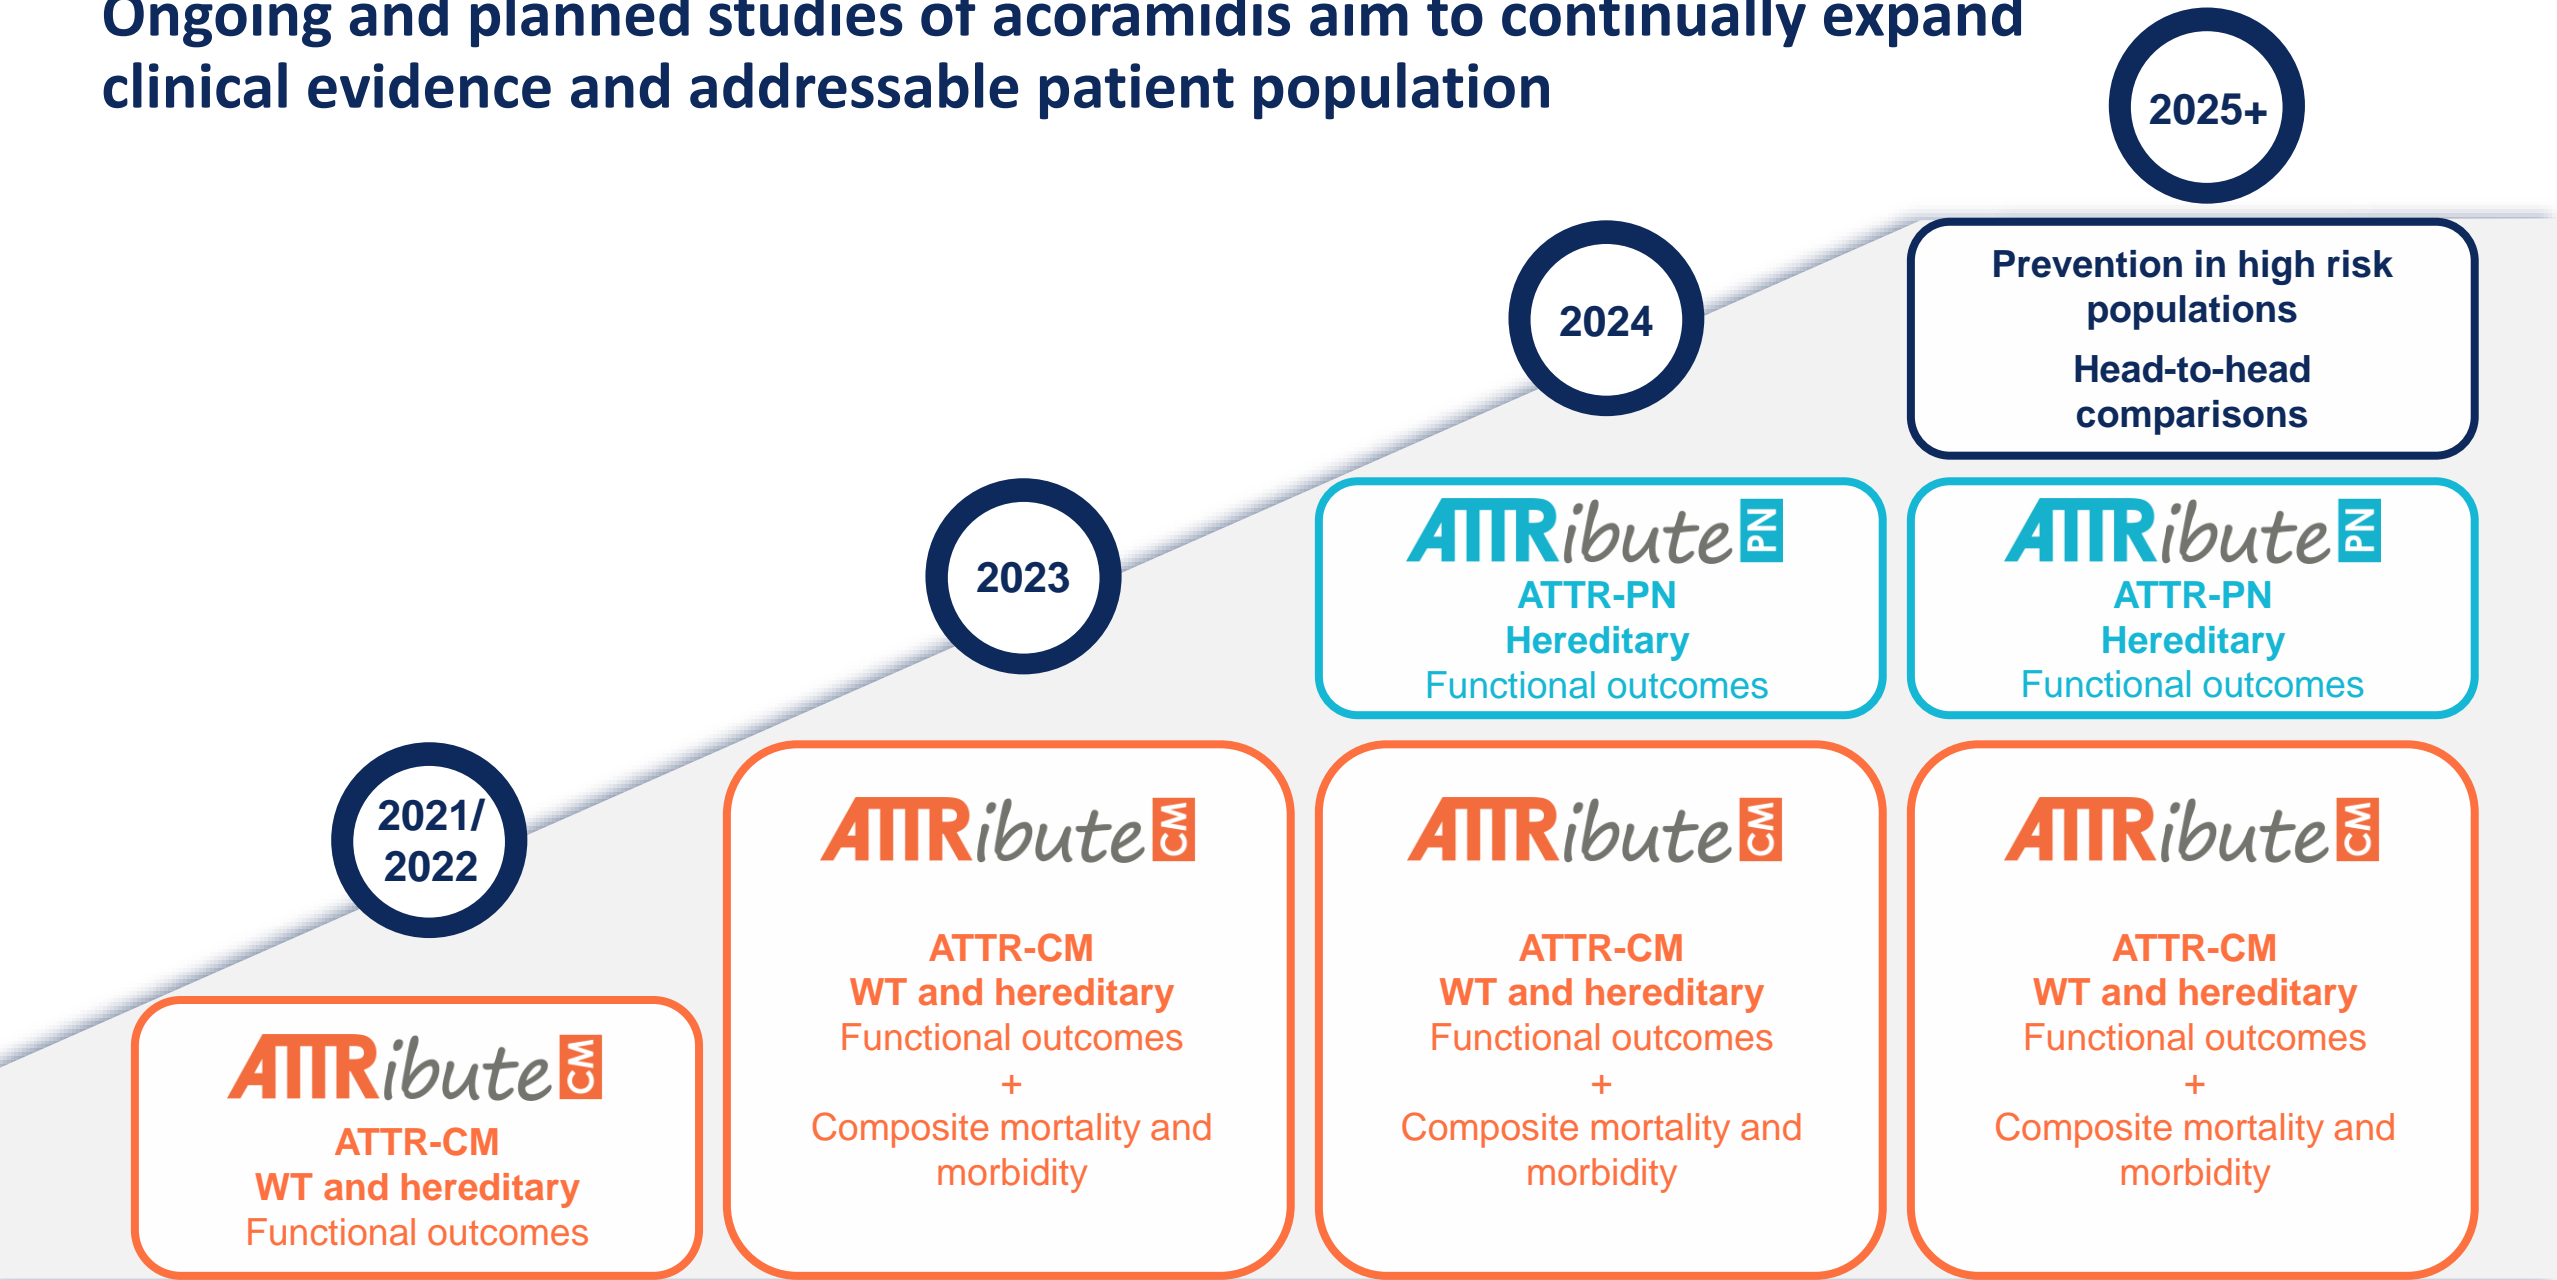 Ongoing and planned studies of acoramidis aim to continually expand
clinical evidence and addressable patient population
2021/
2022
ATTRibute CM
ATTR-CM
WT and hereditary
Functional outcomes
2023
ATTRibute CM
ATTR-CM
WT and hereditary
Functional outcomes
+
Composite mortality and
morbidity
2024
ATTRibute PN
ATTR-PN
Hereditary
Functional outcomes
ATTRibute CM
ATTR-CM
WT and hereditary
Functional outcomes
+
Composite mortality and
morbidity
2025+
Prevention in high risk
populations
Head-to-head
comparisons
ATTRibute PN
ATTR-PN
Hereditary
Functional outcomes
ATTRibute CM
ATTR-CM
WT and hereditary
Functional outcomes
+
Composite mortality and
morbidity